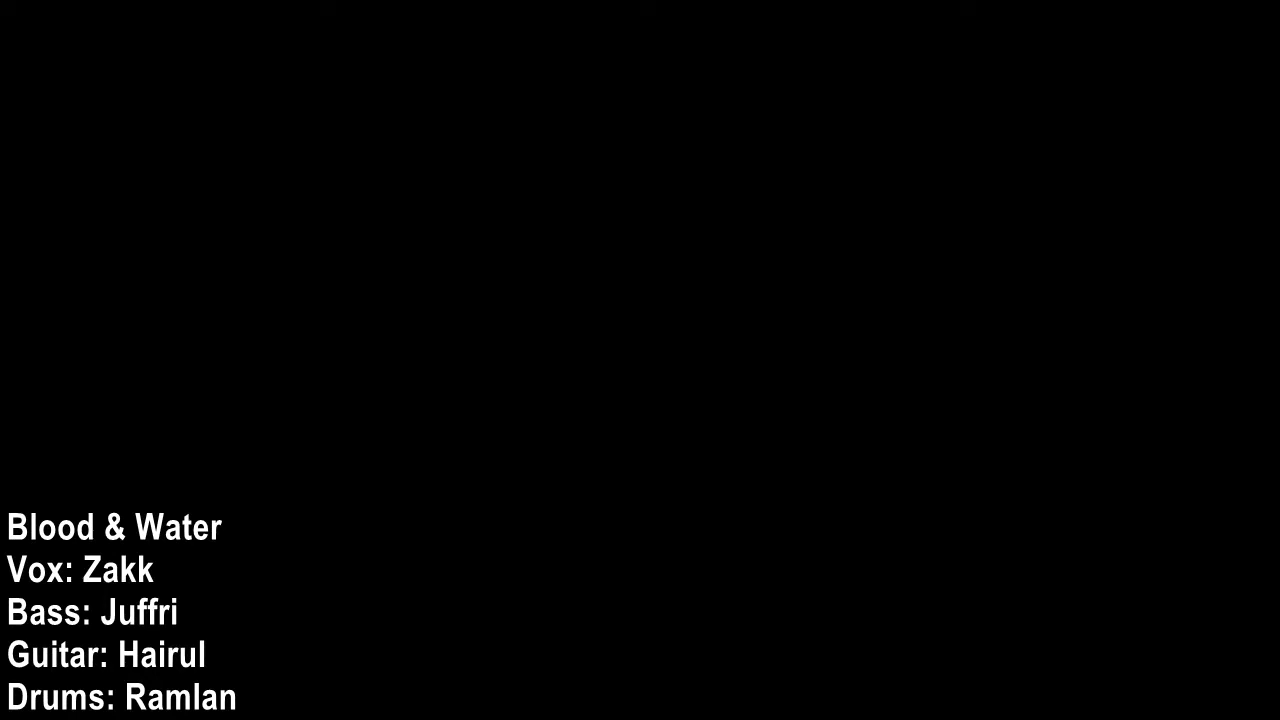 Blood & Water
Vox: Zakk
Bass: Juffri
Guitar: Hairul
Drums: Ramlan